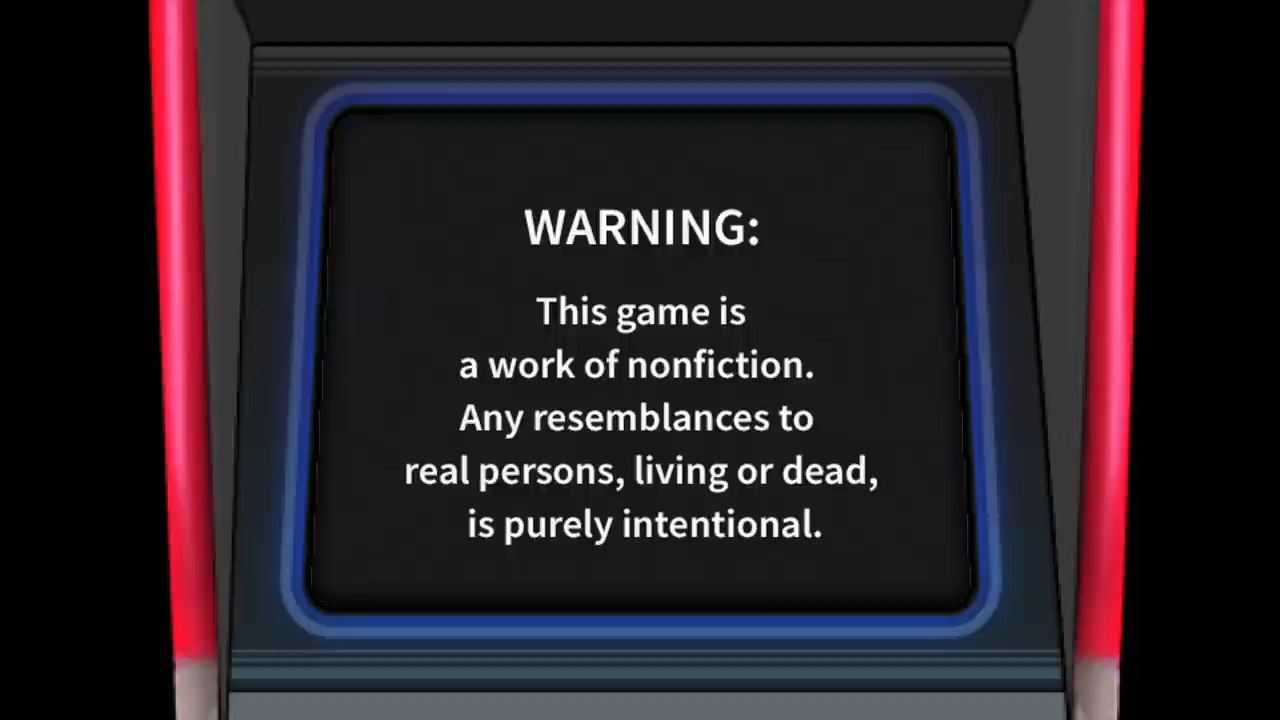 WARNING:
This game is
a work of nonfiction.
Any resemblances to
real persons, living or dead,
is purely intentional.